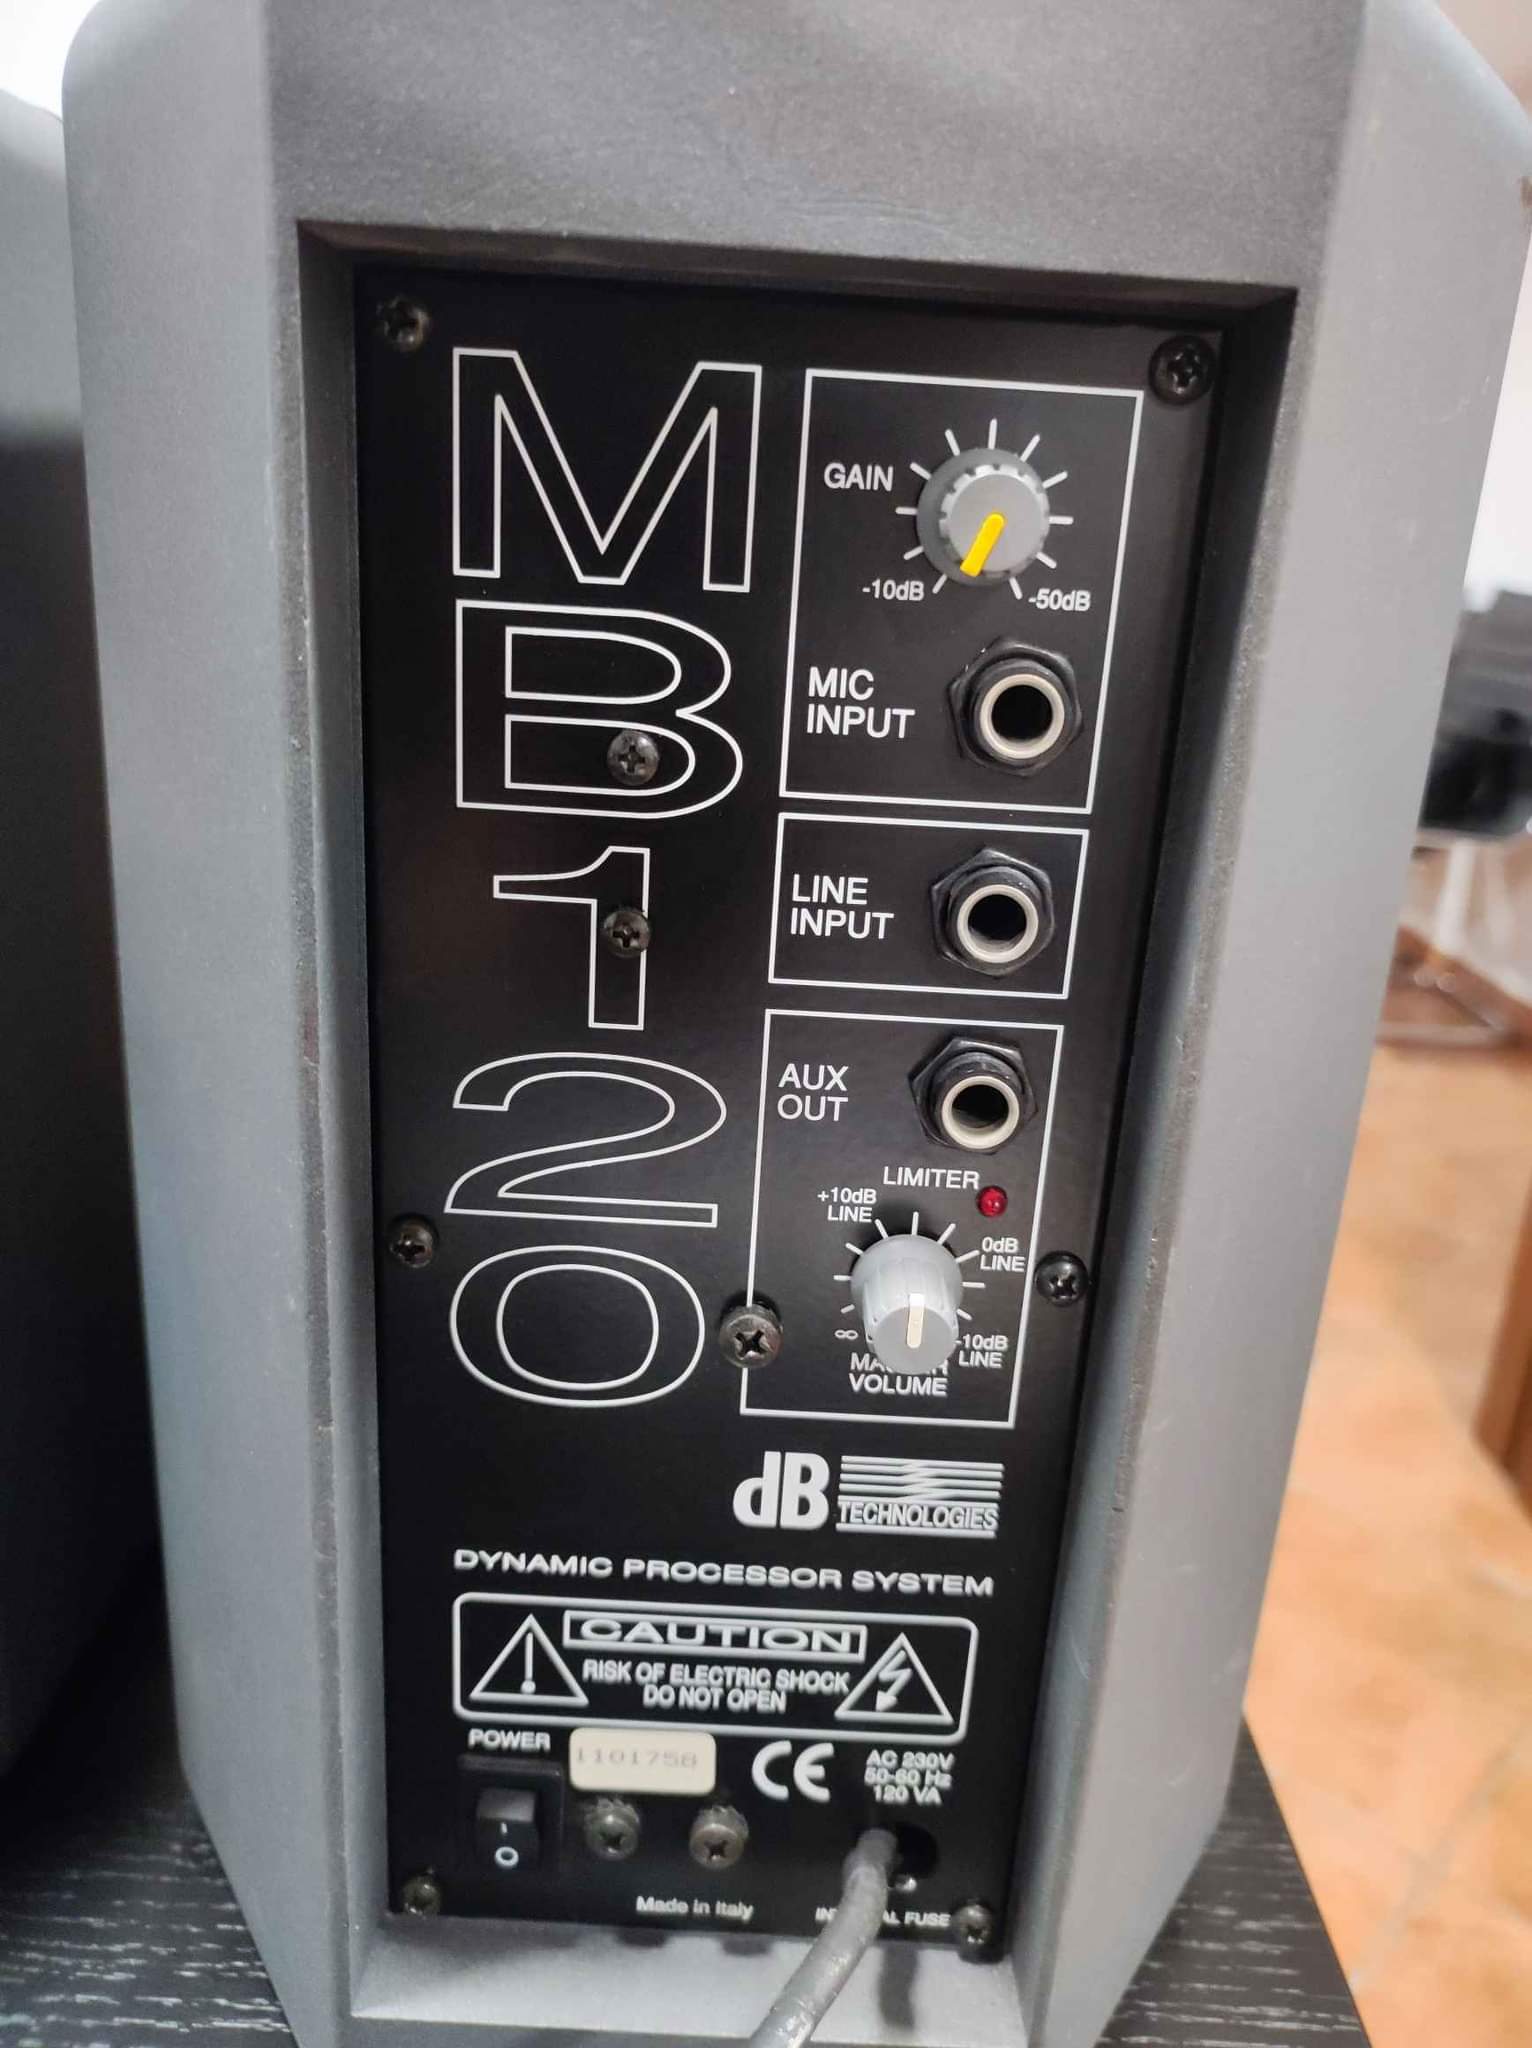 MB120
GAIN
-10dB
-50dB
MIC
INPUT
LINE
INPUT
AUX
OUT
LIMITER
+10dB
LINE
0dB
LINE
∞
-10dB
LINE
VOLUME
dB
TECHNOLOGIES
DYNAMIC PROCESSOR SYSTEM
CAUTION
RISK OF ELECTRIC SHOCK
DO NOT OPEN
POWER
1101758
CE
AC 230V
50-60 Hz
120 VA
I
O
Made in Italy
FUSE